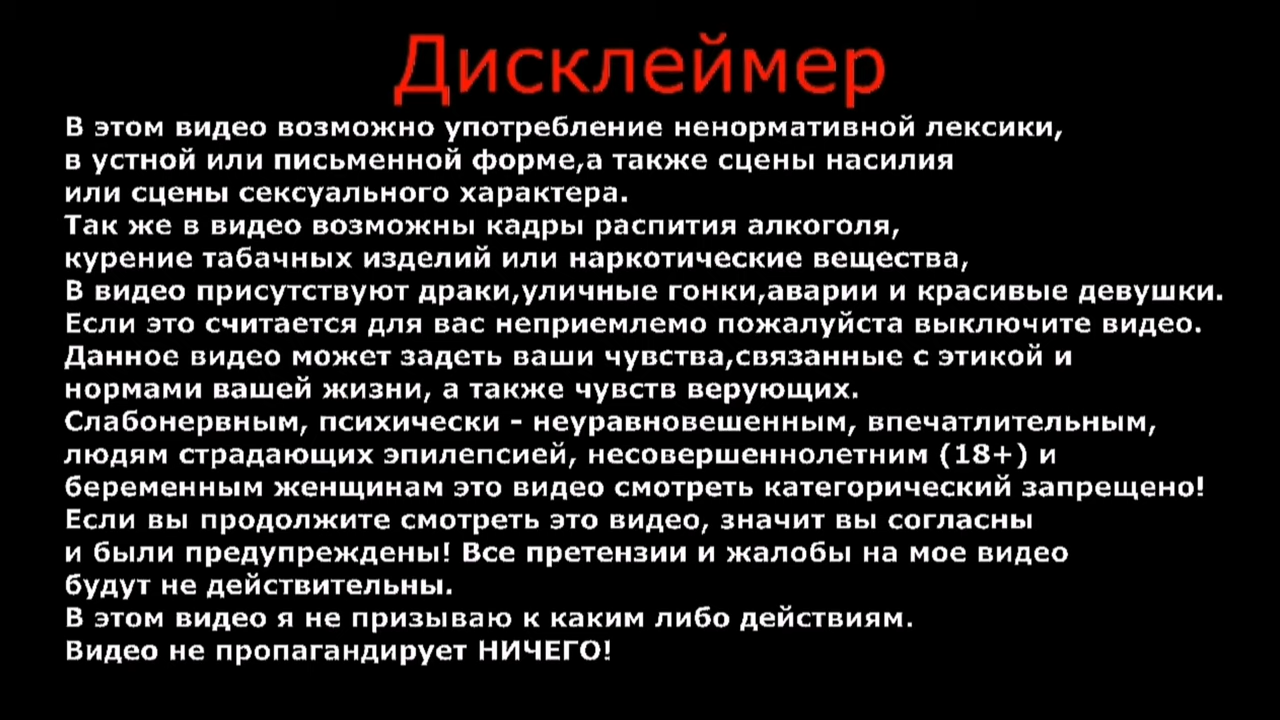 Дисклеймер
В этом видео возможно употребление ненормативной лексики,
в устной или письменной форме,а также сцены насилия
или сцены сексуального характера.
Так же в видео возможны кадры распития алкоголя,
курение табачных изделий или наркотические вещества,
В видео присутствуют драки,уличные гонки,аварии и красивые девушки.
Если это считается для вас неприемлемо пожалуйста выключите видео.
Данное видео может задеть ваши чувства,связанные с этикой и
нормами вашей жизни, а также чувств верующих.
Слабонервным, психически - неуравновешенным, впечатлительным,
людям страдающих эпилепсией, несовершеннолетним (18+) и
беременным женщинам это видео смотреть категорический запрещено!
Если вы продолжите смотреть это видео, значит вы согласны
и были предупреждены! Все претензии и жалобы на мое видео
будут не действительны.
В этом видео я не призываю к каким либо действиям.
Видео не пропагандирует НИЧЕГО!